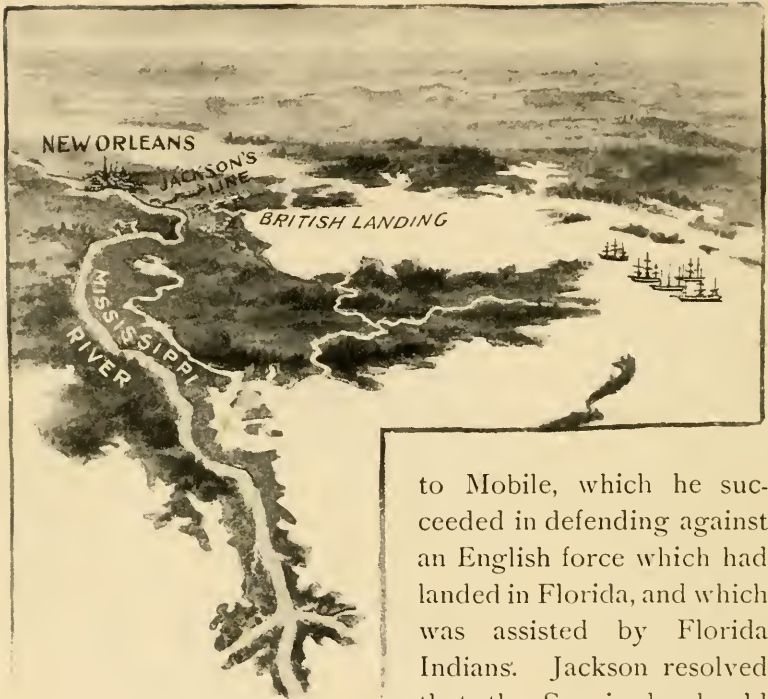 NEW ORLEANS
JACKSON'S
LINE
BRITISH LANDING
MISSISSIPPI
RIVER
to Mobile, which he suc-
ceeded in defending against
an English force which had
landed in Florida, and which
was assisted by Florida
Indians. Jackson resolved